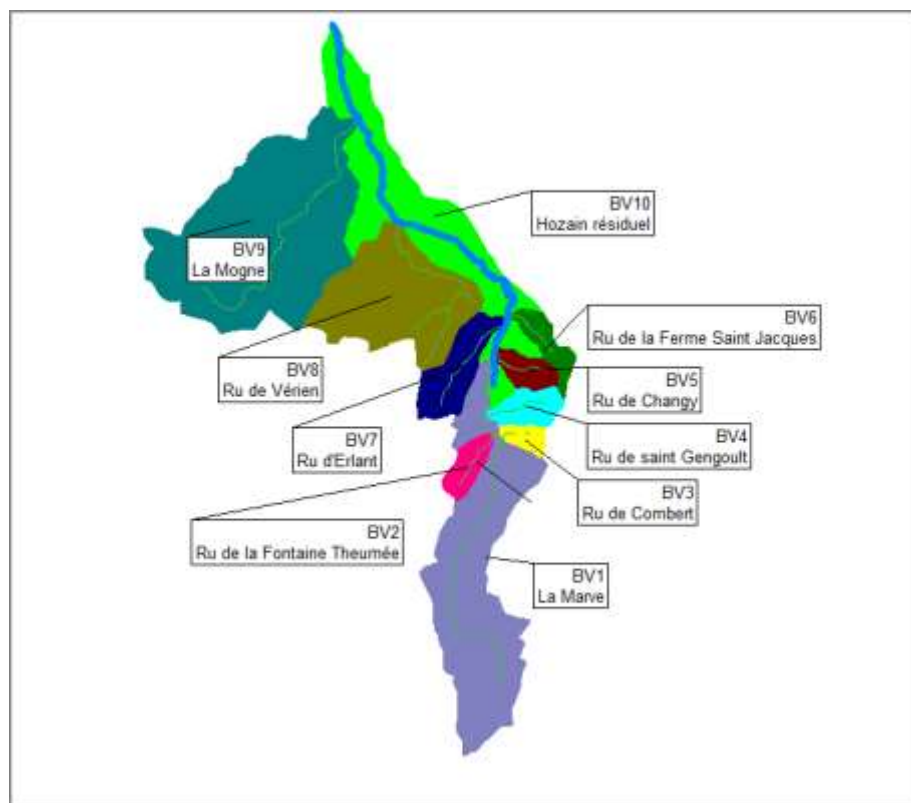 BV10
Hozain résiduel
BV9
La Mogne
BV6
Ru de la Ferme Saint Jacques
BV8
Ru de Vérien
BV5
Ru de Changy
BV7
Ru d'Erlant
BV4
Ru de saint Gengoult
BV3
Ru de Combert
BV2
Ru de la Fontaine Theumée
BV1
La Marve